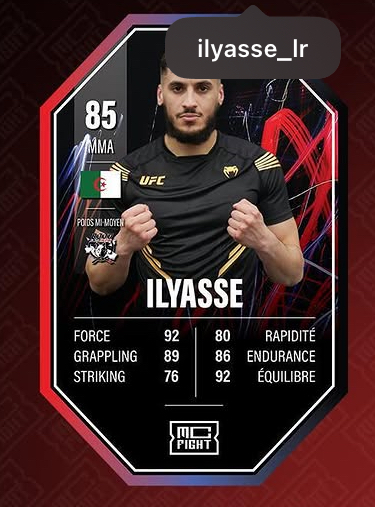 ilyasse_lr
85
MMA
UFC
POIDS MI-MOYEN
ILYASSE
FORCE 92 80 RAPIDITÉ
GRAPPLING 89 86 ENDURANCE
STRIKING 76 92 ÉQUILIBRE
MC
FIGHT